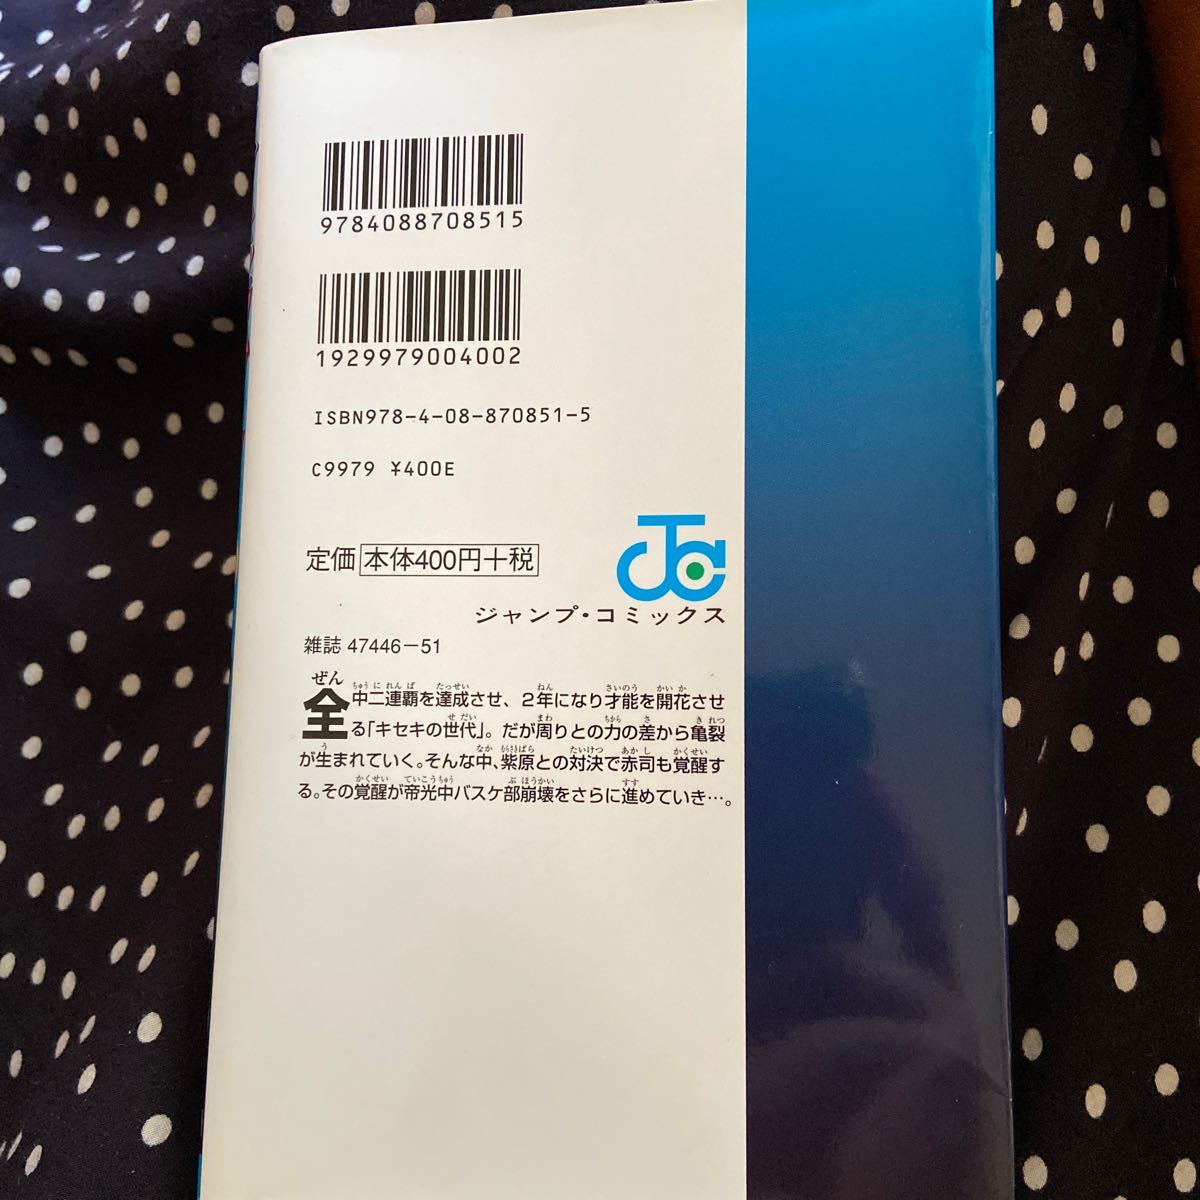 9784088708515
1929979004002
ISBN978-4-08-870851-5
C9979 ¥400E
定価 本体400円+税
JC
ジャンプ・コミックス
雑誌 47446-51
全中二連覇を達成させ、2年になり才能を開花させ
る「キセキの世代」。だが周りとの力の差から亀裂
が生まれていく。そんな中、紫原との対決で赤司も覚醒す
る。その覚醒が帝光中バスケ部崩壊をさらに進めていき…。